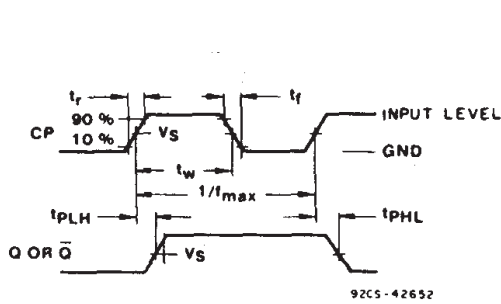 tr
tf
90 %
INPUT LEVEL
CP
VS
10 %
GND
tw
1/fmax
tPLH
tPHL
Q OR Q̅
VS
92CS-42652